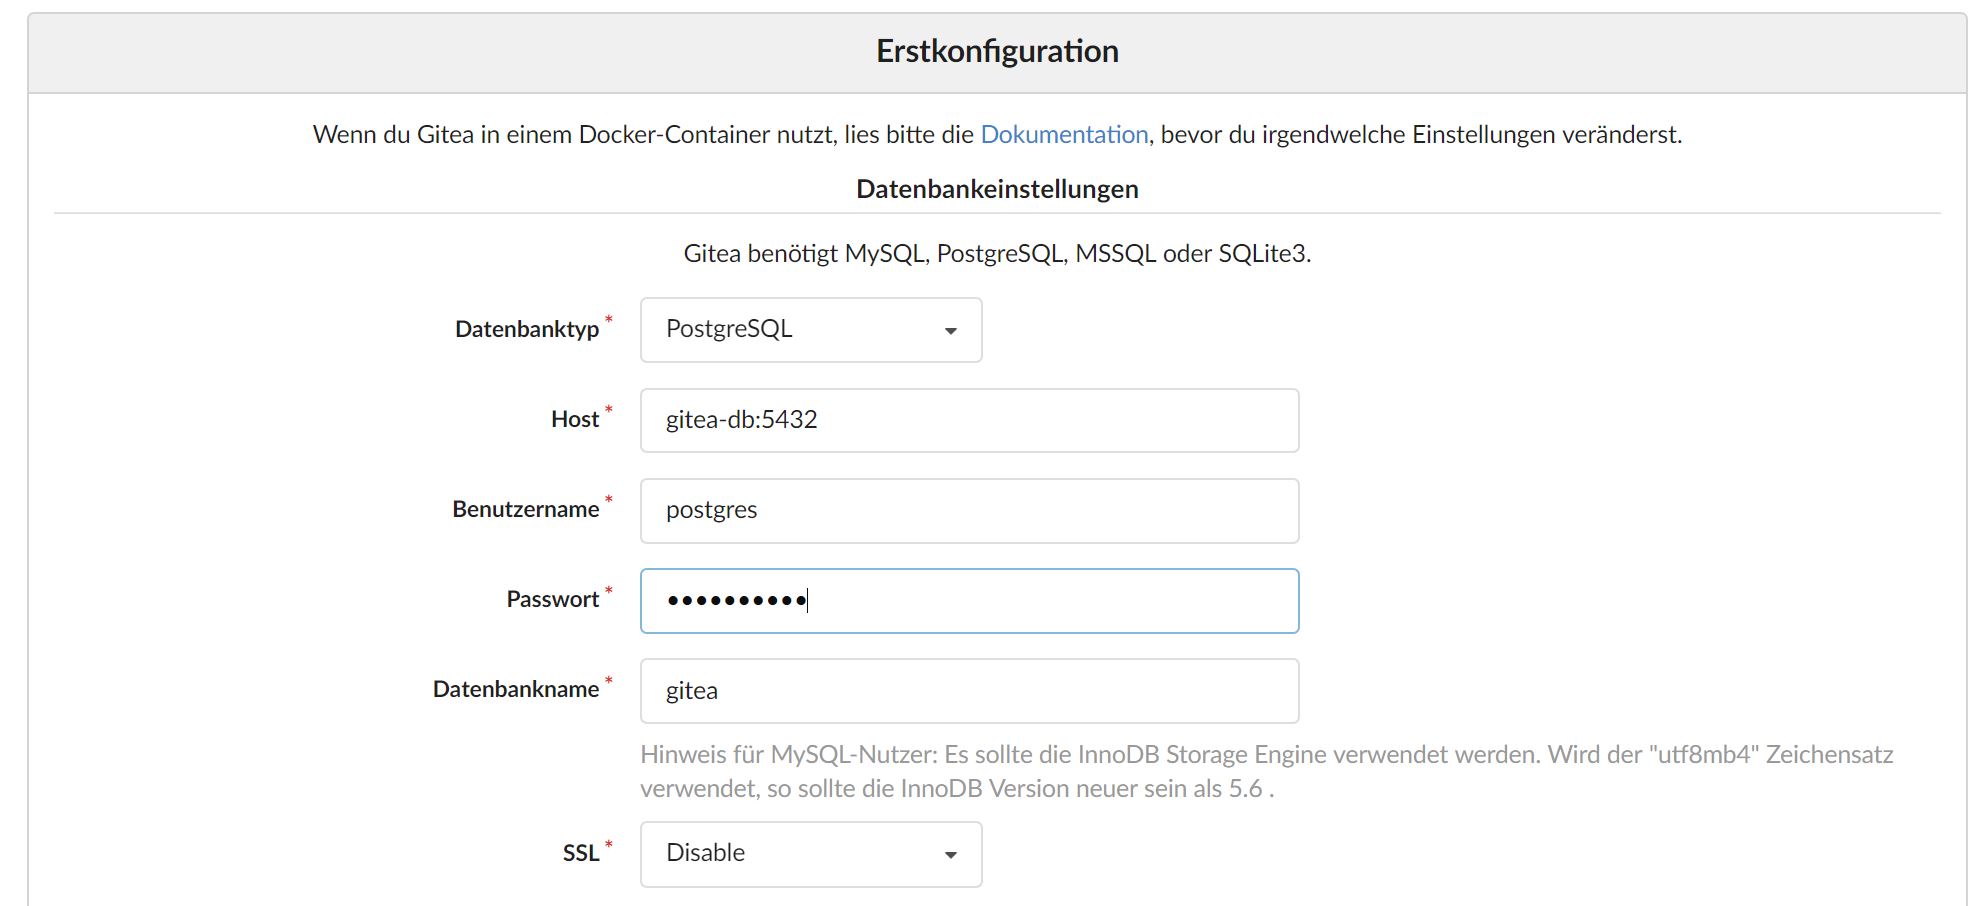 Erstkonfiguration
Wenn du Gitea in einem Docker-Container nutzt, lies bitte die Dokumentation, bevor du irgendwelche Einstellungen veränderst.
Datenbankeinstellungen
Gitea benötigt MySQL, PostgreSQL, MSSQL oder SQLite3.
Datenbanktyp * PostgreSQL
Host * gitea-db:5432
Benutzername * postgres
Passwort * ••••••••••
Datenbankname * gitea
Hinweis für MySQL-Nutzer: Es sollte die InnoDB Storage Engine verwendet werden. Wird der "utf8mb4" Zeichensatz
verwendet, so sollte die InnoDB Version neuer sein als 5.6 .
SSL * Disable